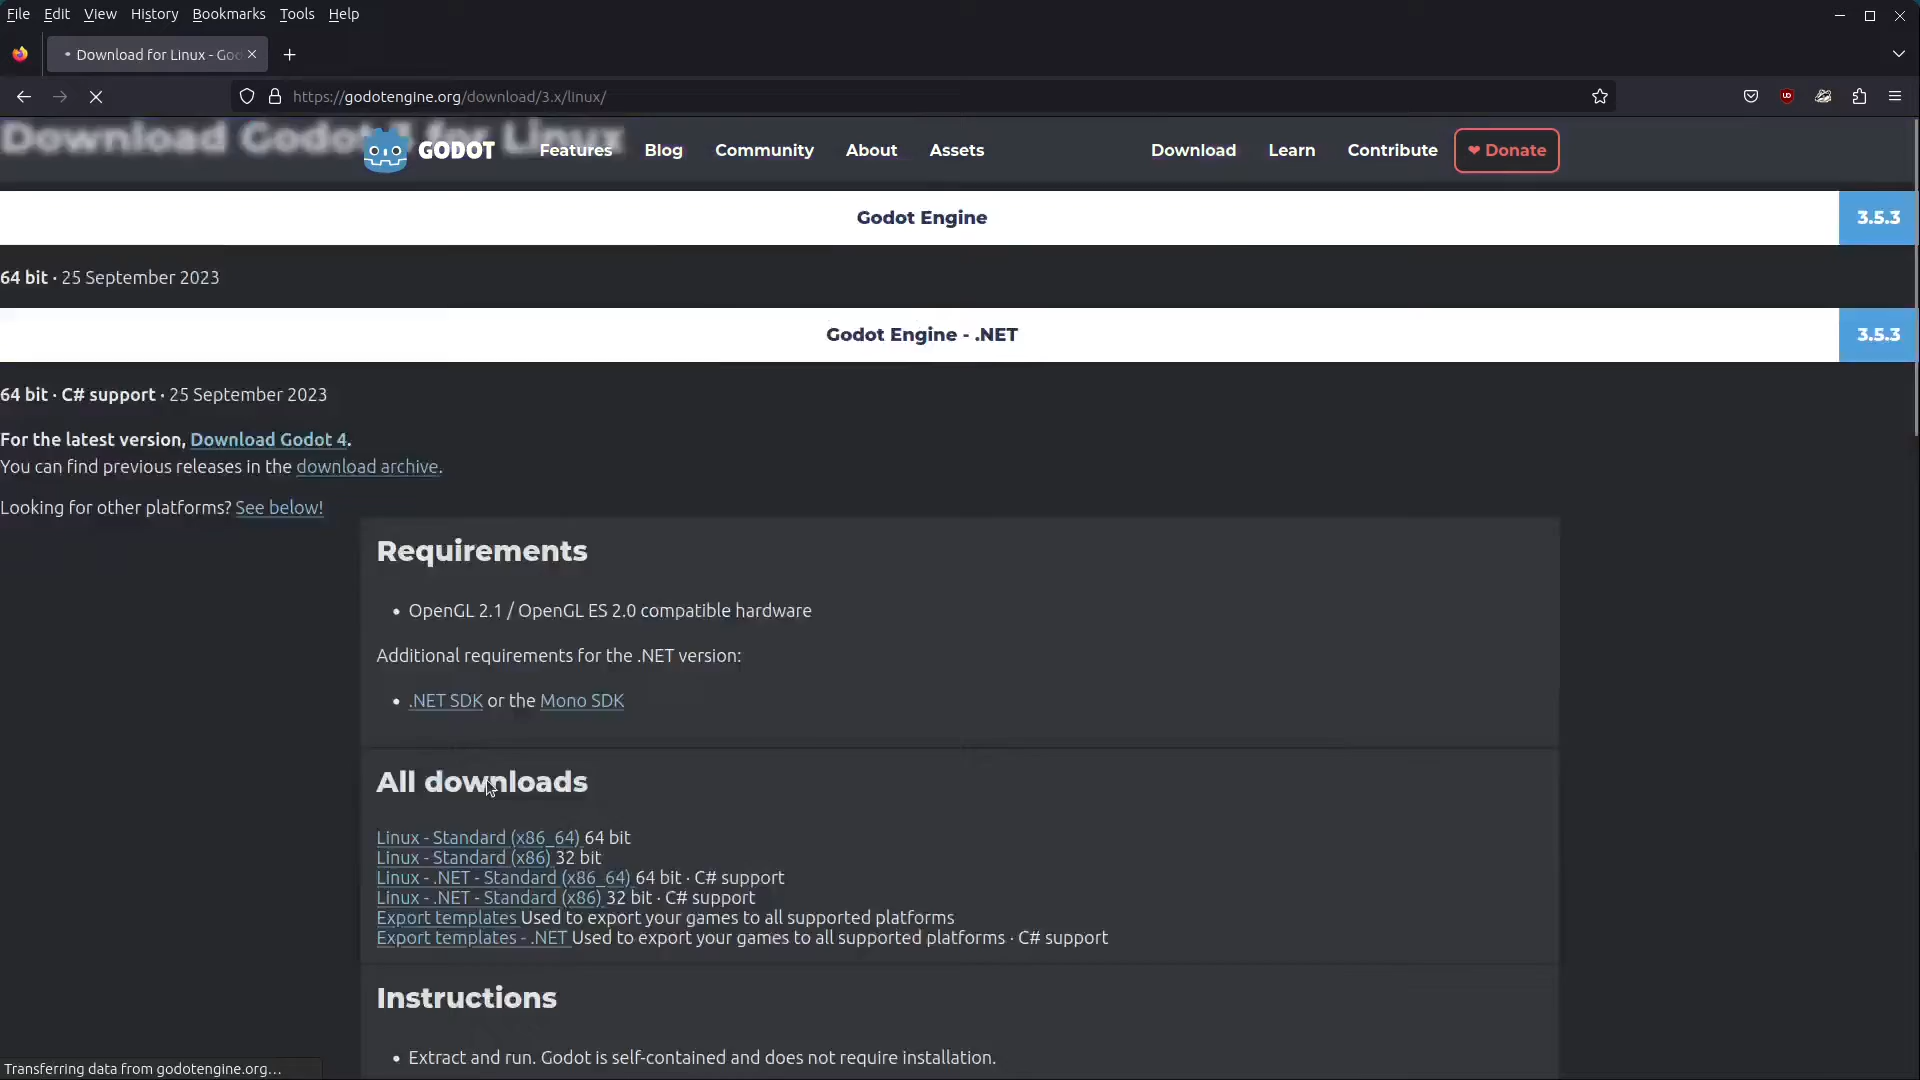 File Edit View History Bookmarks Tools Help
Download for Linux - God
https://godotengine.org/download/3.x/linux/
Download Godot 3 for Linux
GODOT Features Blog Community About Assets Download Learn Contribute ❤ Donate
Godot Engine 3.5.3
64 bit · 25 September 2023
Godot Engine - .NET 3.5.3
64 bit · C# support · 25 September 2023
For the latest version, Download Godot 4.
You can find previous releases in the download archive.
Looking for other platforms? See below!
Requirements
• OpenGL 2.1 / OpenGL ES 2.0 compatible hardware
Additional requirements for the .NET version:
• .NET SDK or the Mono SDK
All downloads
Linux - Standard (x86_64) 64 bit
Linux - Standard (x86) 32 bit
Linux - .NET - Standard (x86_64) 64 bit · C# support
Linux - .NET - Standard (x86) 32 bit · C# support
Export templates Used to export your games to all supported platforms
Export templates - .NET Used to export your games to all supported platforms · C# support
Instructions
• Extract and run. Godot is self-contained and does not require installation.
Transferring data from godotengine.org...